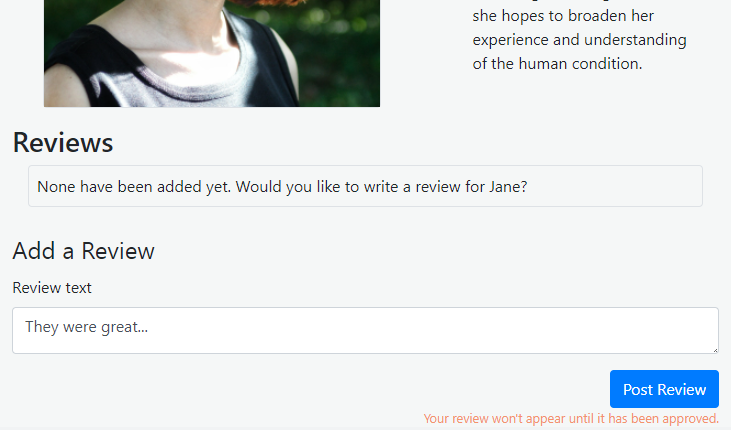 she hopes to broaden her
experience and understanding
of the human condition.
Reviews
None have been added yet. Would you like to write a review for Jane?
Add a Review
Review text
They were great...
Post Review
Your review won't appear until it has been approved.